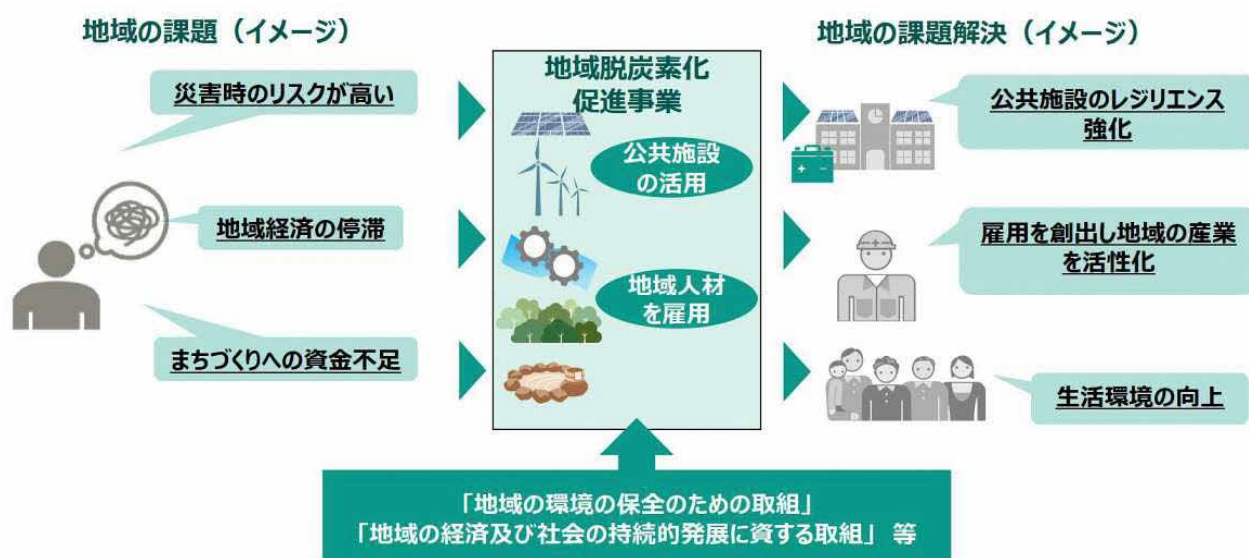 地域の課題（イメージ）
災害時のリスクが高い
地域経済の停滞
まちづくりへの資金不足
地域脱炭素化
促進事業
公共施設
の活用
地域人材
を雇用
地域の課題解決（イメージ）
公共施設のレジリエンス
強化
雇用を創出し地域の産業
を活性化
生活環境の向上
「地域の環境の保全のための取組」
「地域の経済及び社会の持続的発展に資する取組」 等